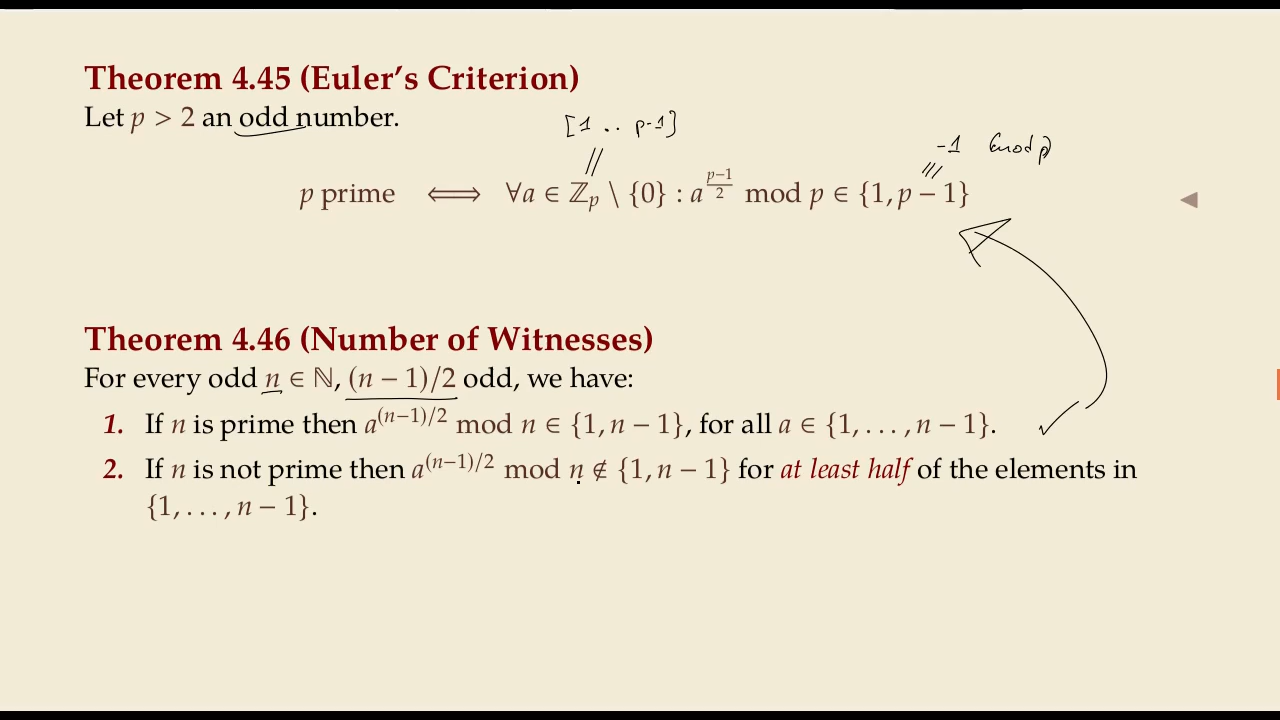 Theorem 4.45 (Euler's Criterion)
Let p > 2 an odd number.
[1 .. p-1]
-1 (mod p)
p prime ⟺ ∀a ∈ ℤₚ \ {0} : a^{\frac{p-1}{2}} mod p ∈ {1, p − 1}
Theorem 4.46 (Number of Witnesses)
For every odd n ∈ ℕ, (n − 1)/2 odd, we have:
1. If n is prime then a^{(n−1)/2} mod n ∈ {1, n − 1}, for all a ∈ {1, . . . , n − 1}.
2. If n is not prime then a^{(n−1)/2} mod n ∉ {1, n − 1} for at least half of the elements in
{1, . . . , n − 1}.